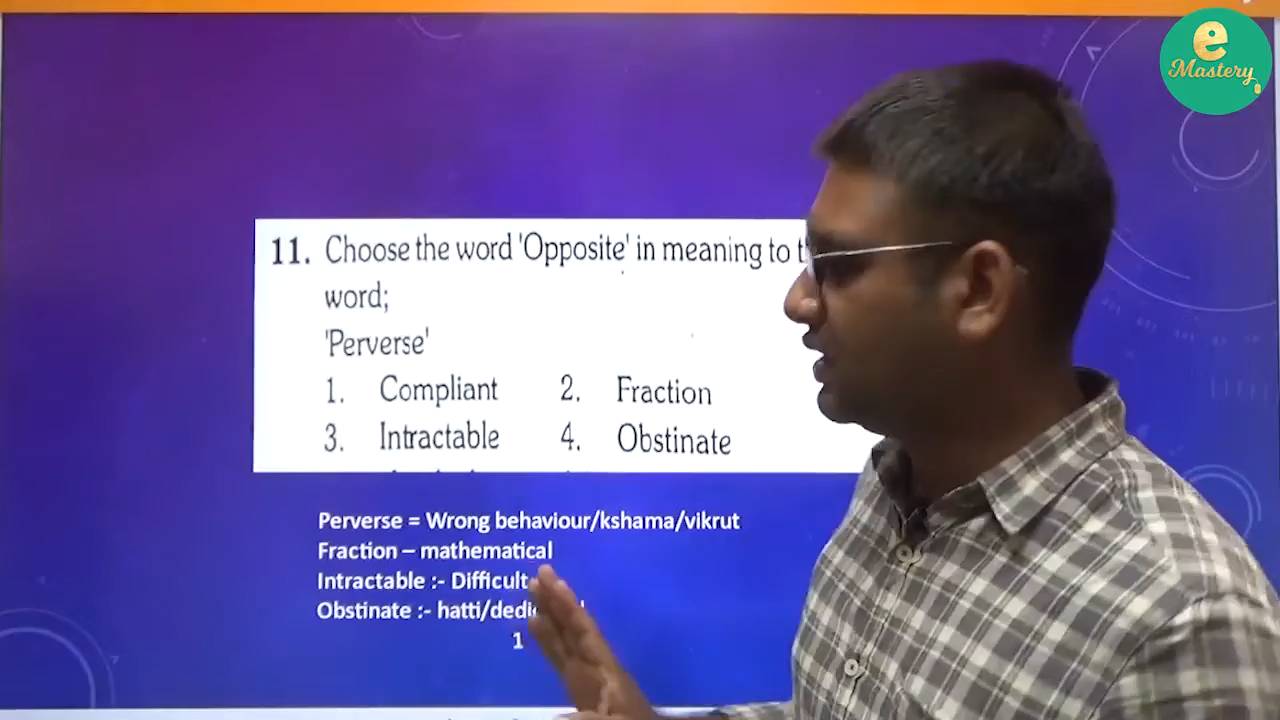 e
Mastery
11. Choose the word 'Opposite' in meaning to
word;
'Perverse'
1. Compliant 2. Fraction
3. Intractable 4. Obstinate
Perverse = Wrong behaviour/kshama/vikrut
Fraction – mathematical
Intractable :- Difficult
Obstinate :- hatti/
1